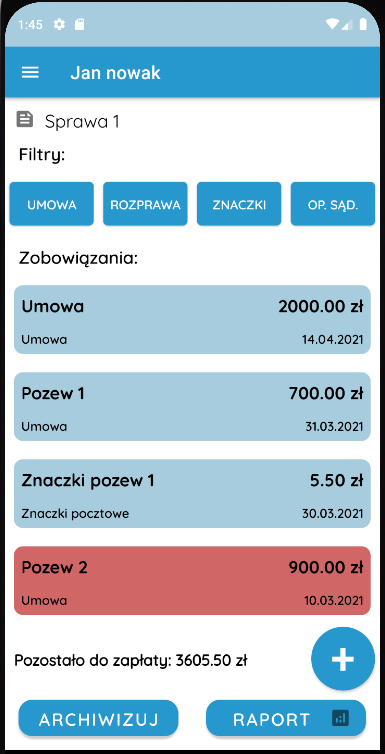 1:45
Jan nowak
Sprawa 1
Filtry:
UMOWA ROZPRAWA ZNACZKI OP. SĄD.
Zobowiązania:
Umowa 2000.00 zł
Umowa 14.04.2021
Pozew 1 700.00 zł
Umowa 31.03.2021
Znaczki pozew 1 5.50 zł
Znaczki pocztowe 30.03.2021
Pozew 2 900.00 zł
Umowa 10.03.2021
Pozostało do zapłaty: 3605.50 zł
ARCHIWIZUJ RAPORT